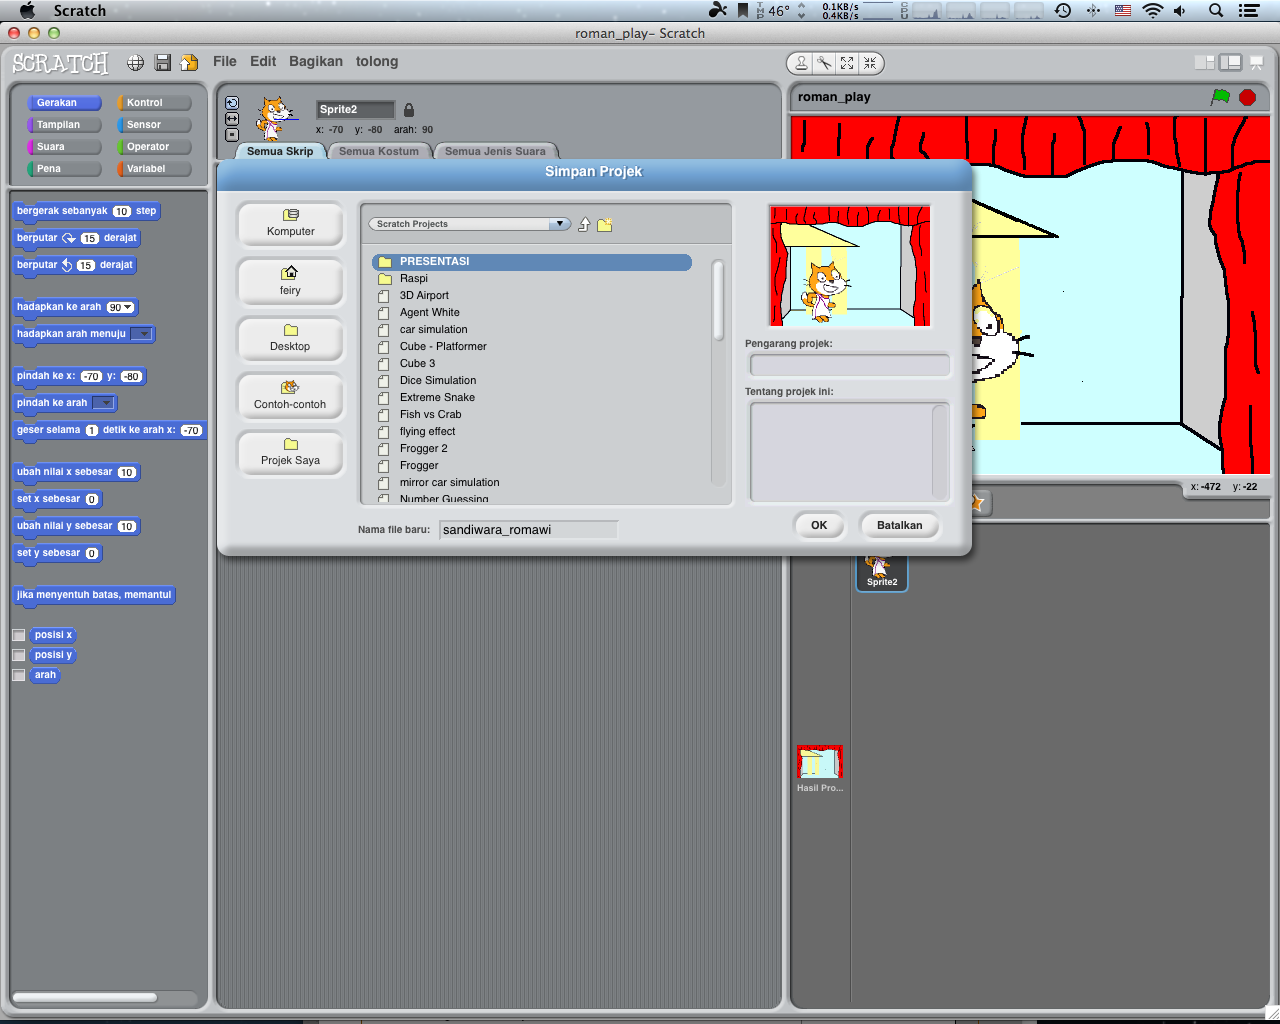 Scratch
TMP 46° 0.1KB/s
0.4KB/s
CPU
roman_play– Scratch
SCRATCH File Edit Bagikan tolong
Gerakan Kontrol
Tampilan Sensor
Suara Operator
Pena Variabel
Sprite2
x: -70 y: -80 arah: 90
Semua Skrip Semua Kostum Semua Jenis Suara
roman_play
bergerak sebanyak 10 step
berputar 15 derajat
berputar 15 derajat
hadapkan ke arah 90
hadapkan arah menuju
pindah ke x: -70 y: -80
pindah ke arah
geser selama 1 detik ke arah x: -70
ubah nilai x sebesar 10
set x sebesar 0
ubah nilai y sebesar 10
set y sebesar 0
jika menyentuh batas, memantul
posisi x
posisi y
arah
Simpan Projek
Komputer
feiry
Desktop
Contoh-contoh
Projek Saya
Scratch Projects
PRESENTASI
Raspi
3D Airport
Agent White
car simulation
Cube - Platformer
Cube 3
Dice Simulation
Extreme Snake
Fish vs Crab
flying effect
Frogger 2
Frogger
mirror car simulation
Number Guessing
Pengarang projek:
Tentang projek ini:
Nama file baru: sandiwara_romawi
OK Batalkan
x: -472 y: -22
Sprite2
Hasil Pro...